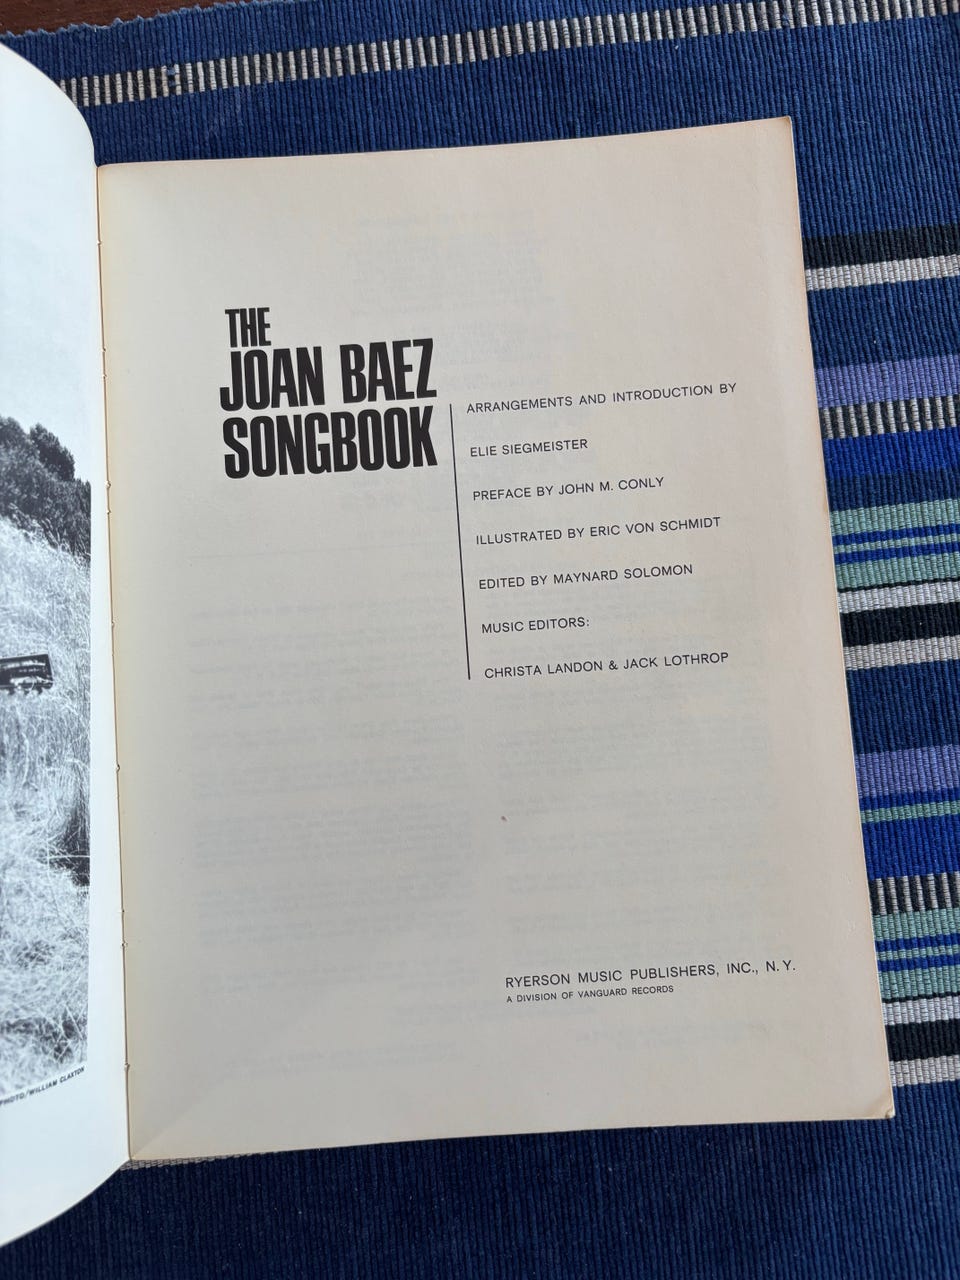 THE
JOAN BAEZ
SONGBOOK
ARRANGEMENTS AND INTRODUCTION BY
ELIE SIEGMEISTER
PREFACE BY JOHN M. CONLY
ILLUSTRATED BY ERIC VON SCHMIDT
EDITED BY MAYNARD SOLOMON
MUSIC EDITORS:
CHRISTA LANDON & JACK LOTHROP
RYERSON MUSIC PUBLISHERS, INC., N. Y.
A DIVISION OF VANGUARD RECORDS
PHOTO/WILLIAM CLAXTON